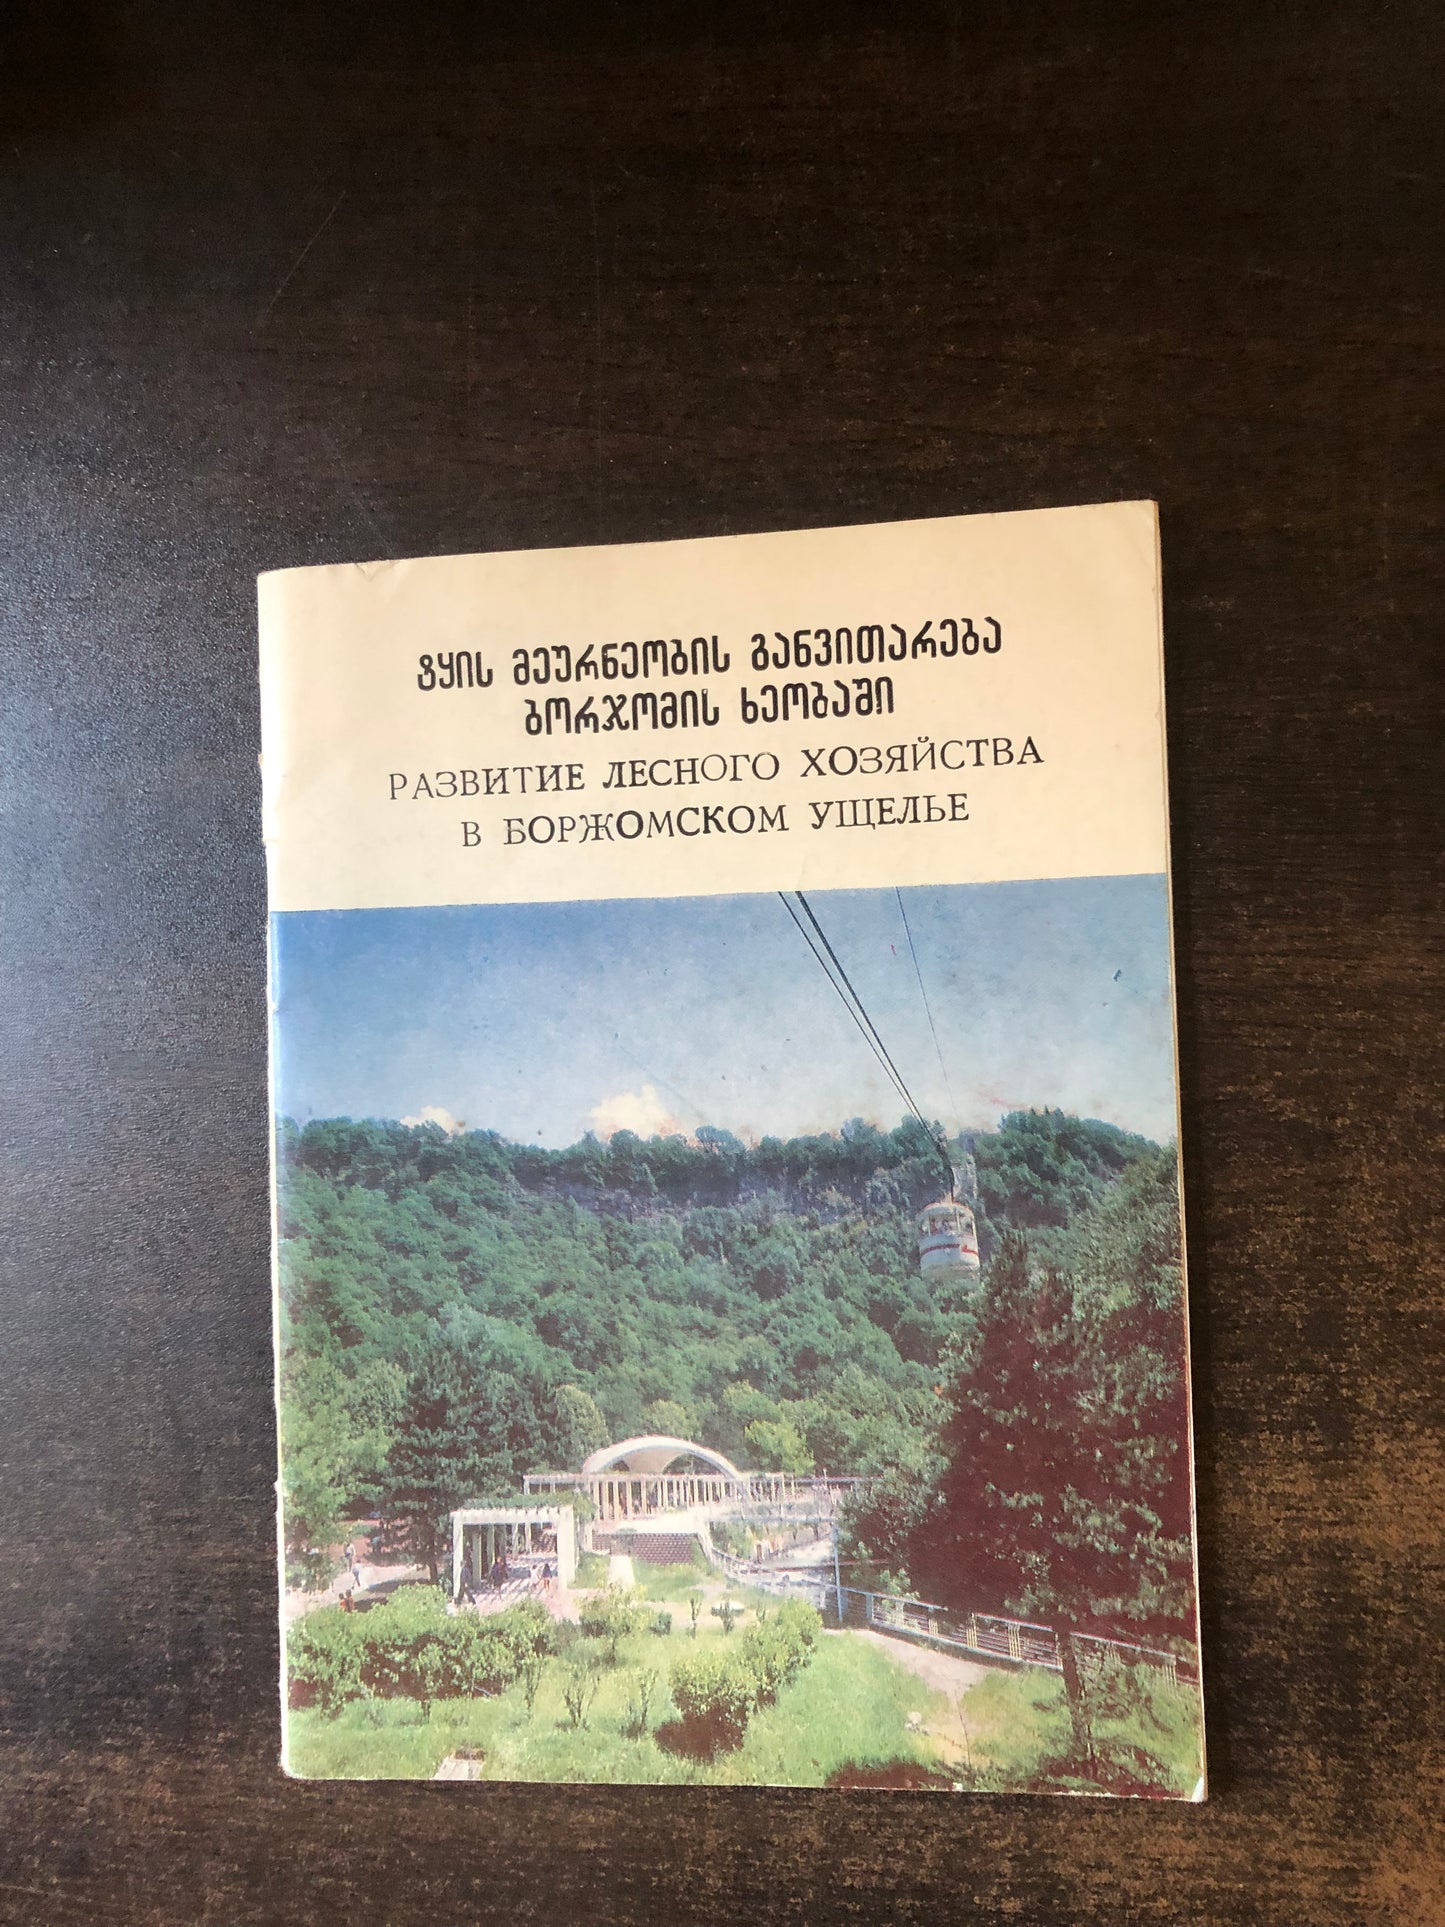 ტყის მეურნეობის განვითარება
ბორჯომის ხეობაში
РАЗВИТИЕ ЛЕСНОГО ХОЗЯЙСТВА
В БОРЖОМСКОМ УЩЕЛЬЕ